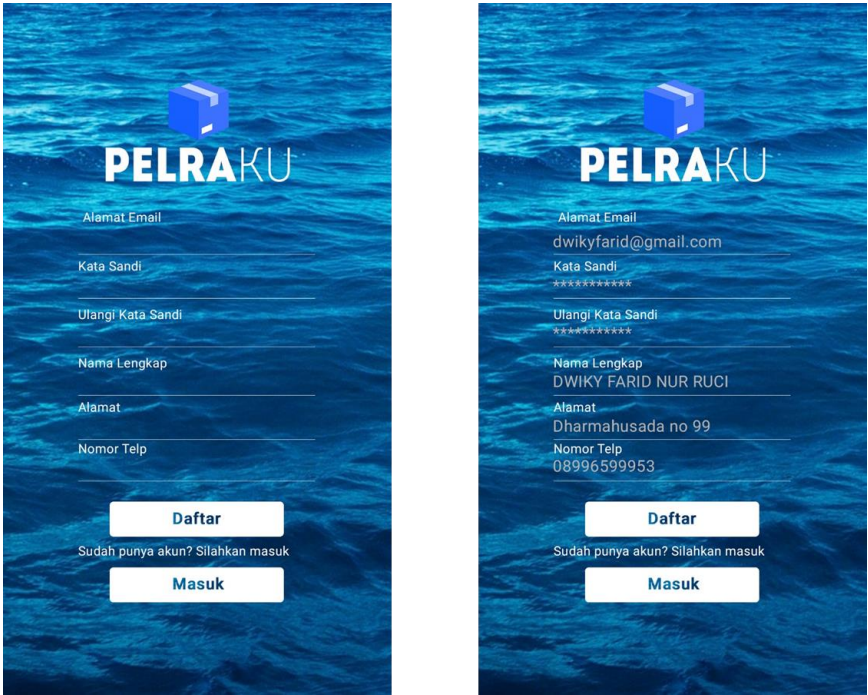 PELRAKU
Alamat Email
Kata Sandi
Ulangi Kata Sandi
Nama Lengkap
Alamat
Nomor Telp
Daftar
Sudah punya akun? Silahkan masuk
Masuk
PELRAKU
Alamat Email
dwikyfarid@gmail.com
Kata Sandi
***********
Ulangi Kata Sandi
***********
Nama Lengkap
DWIKY FARID NUR RUCI
Alamat
Dharmahusada no 99
Nomor Telp
08996599953
Daftar
Sudah punya akun? Silahkan masuk
Masuk